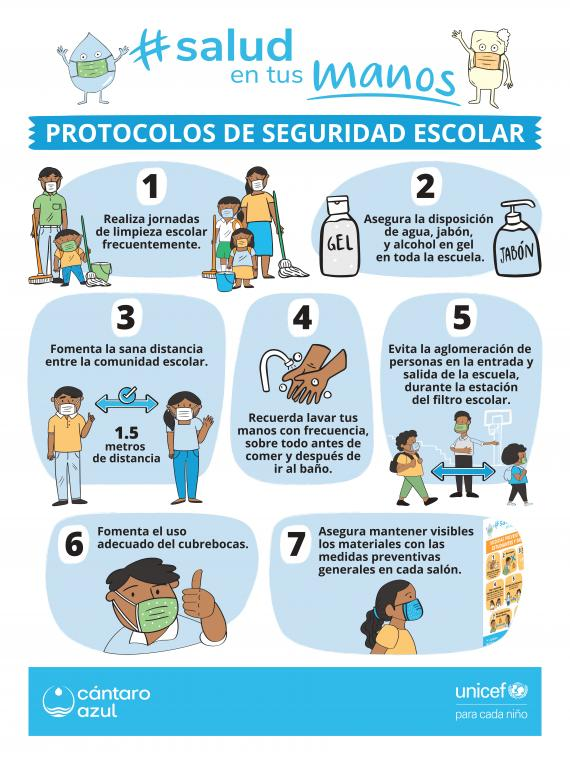 #salud
en tus manos
PROTOCOLOS DE SEGURIDAD ESCOLAR
1
Realiza jornadas
de limpieza escolar
frecuentemente.
2
Asegura la disposición
de agua, jabón,
y alcohol en gel
en toda la escuela.
GEL
JABÓN
3
Fomenta la sana distancia
entre la comunidad escolar.
1.5
metros
de distancia
4
Recuerda lavar tus
manos con frecuencia,
sobre todo antes de
comer y después de
ir al baño.
5
Evita la aglomeración de
personas en la entrada y
salida de la escuela,
durante la estación
del filtro escolar.
6
Fomenta el uso
adecuado del cubrebocas.
7
Asegura mantener visibles
los materiales con las
medidas preventivas
generales en cada salón.
cántaro
azul
unicef
para cada niño